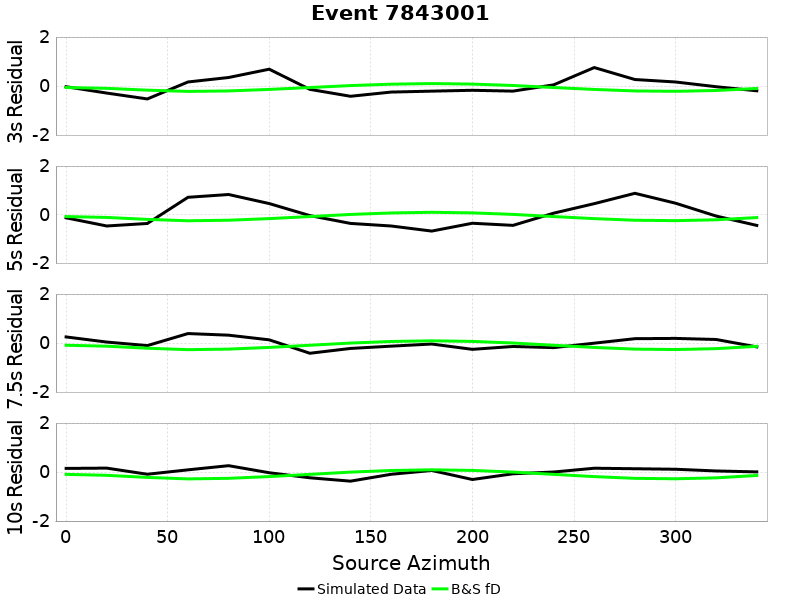 Event 7843001
3s Residual
2
0
-2
5s Residual
2
0
-2
7.5s Residual
2
0
-2
10s Residual
2
0
-2
0 50 100 150 200 250 300
Source Azimuth
Simulated Data B&S fD